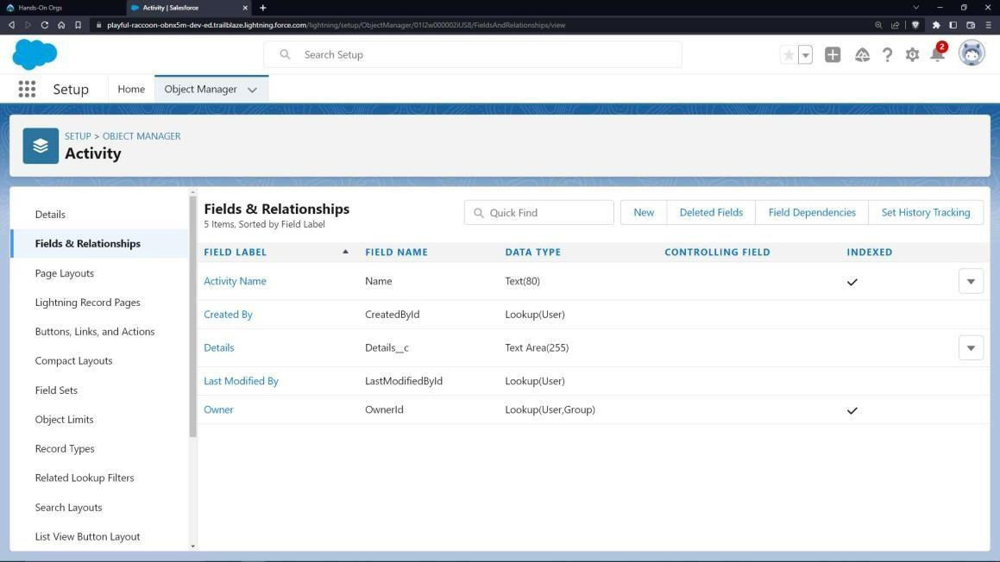 Hands-On Orgs
Activity | Salesforce
playful-raccoon-obnx5m-dev-ed.trailblaze.lightning.force.com/lightning/setup/ObjectManager/01I2w000002iUS8/FieldsAndRelationships/view
Search Setup
2
Setup
Home
Object Manager
SETUP > OBJECT MANAGER
Activity
Details
Fields & Relationships
Page Layouts
Lightning Record Pages
Buttons, Links, and Actions
Compact Layouts
Field Sets
Object Limits
Record Types
Related Lookup Filters
Search Layouts
List View Button Layout
Fields & Relationships
5 Items, Sorted by Field Label
Quick Find
New
Deleted Fields
Field Dependencies
Set History Tracking
FIELD LABEL FIELD NAME DATA TYPE CONTROLLING FIELD INDEXED
Activity Name Name Text(80)
Created By CreatedById Lookup(User)
Details Details__c Text Area(255)
Last Modified By LastModifiedById Lookup(User)
Owner OwnerId Lookup(User,Group)